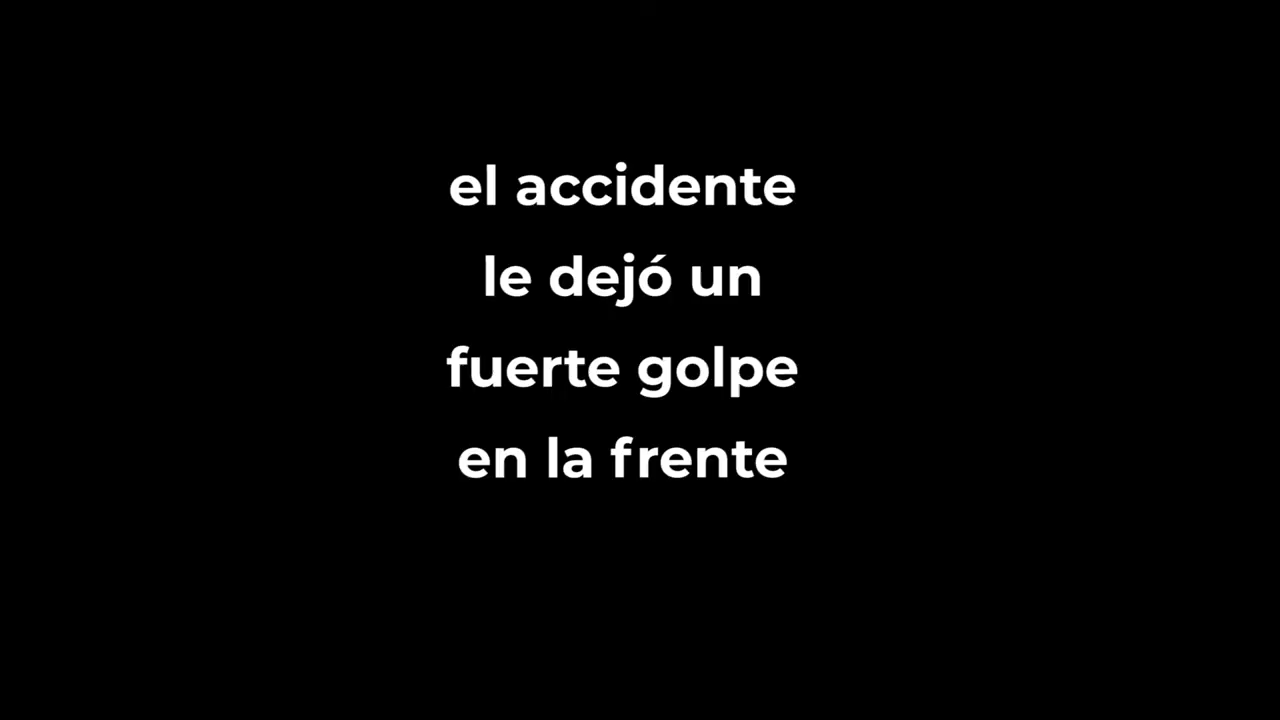 el accidente
le dejó un
fuerte golpe
en la frente